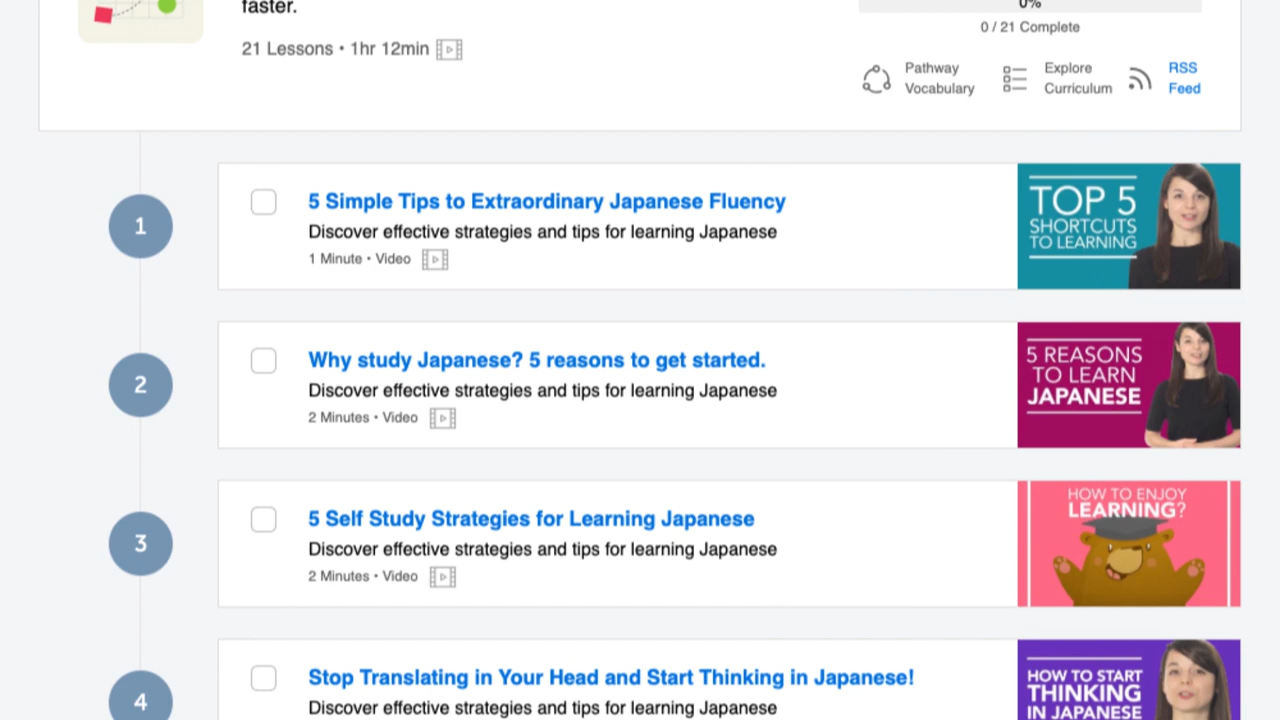 faster.
21 Lessons • 1hr 12min
0%
0 / 21 Complete
Pathway
Vocabulary
Explore
Curriculum
RSS
Feed
1
5 Simple Tips to Extraordinary Japanese Fluency
Discover effective strategies and tips for learning Japanese
1 Minute • Video
TOP 5
SHORTCUTS
TO LEARNING
2
Why study Japanese? 5 reasons to get started.
Discover effective strategies and tips for learning Japanese
2 Minutes • Video
5 REASONS
TO LEARN
JAPANESE
3
5 Self Study Strategies for Learning Japanese
Discover effective strategies and tips for learning Japanese
2 Minutes • Video
HOW TO ENJOY
LEARNING?
4
Stop Translating in Your Head and Start Thinking in Japanese!
Discover effective strategies and tips for learning Japanese
HOW TO START
THINKING
IN JAPANESE